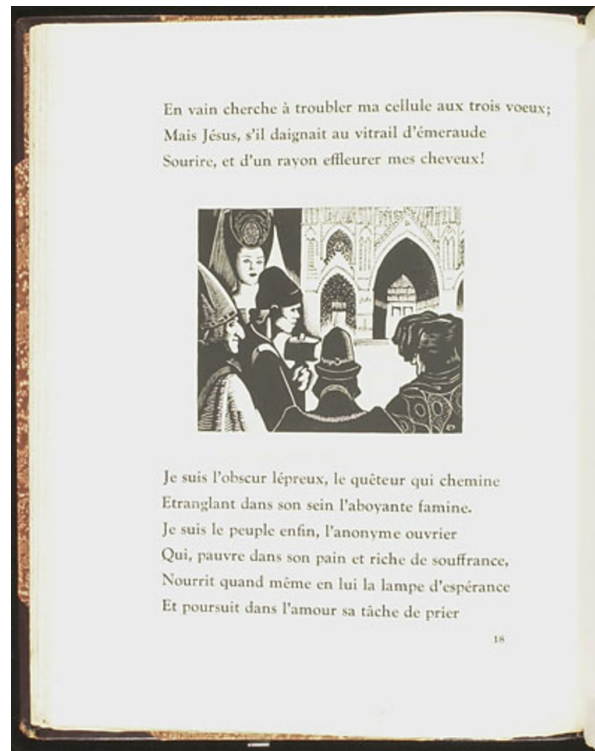 En vain cherche à troubler ma cellule aux trois voeux;
Mais Jésus, s'il daignait au vitrail d'émeraude
Sourire, et d'un rayon effleurer mes cheveux!
Je suis l'obscur lépreux, le quêteur qui chemine
Etranglant dans son sein l'aboyante famine.
Je suis le peuple enfin, l'anonyme ouvrier
Qui, pauvre dans son pain et riche de souffrance,
Nourrit quand même en lui la lampe d'espérance
Et poursuit dans l'amour sa tâche de prier
18